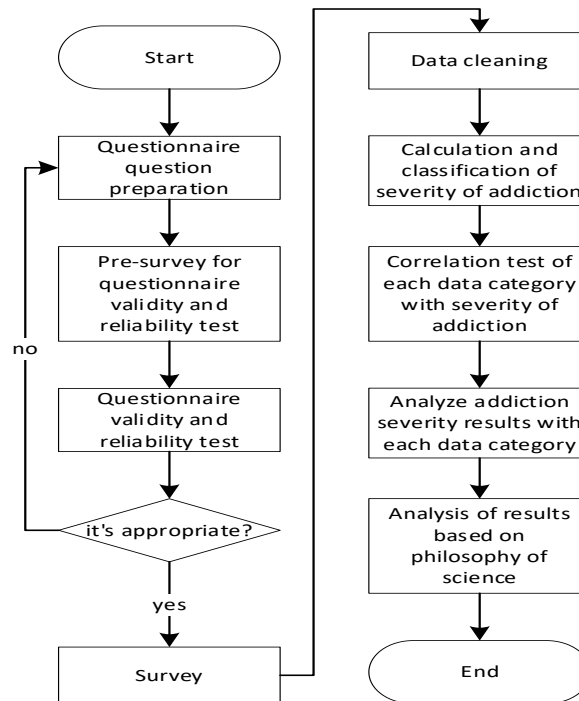 Start
Questionnaire
question
preparation
Pre-survey for
questionnaire
validity and
reliability test
no
Questionnaire
validity and
reliability test
it's appropriate?
yes
Survey
Data cleaning
Calculation and
classification of
severity of addiction
Correlation test of
each data category
with severity of
addiction
Analyze addiction
severity results with
each data category
Analysis of results
based on
philosophy of
science
End